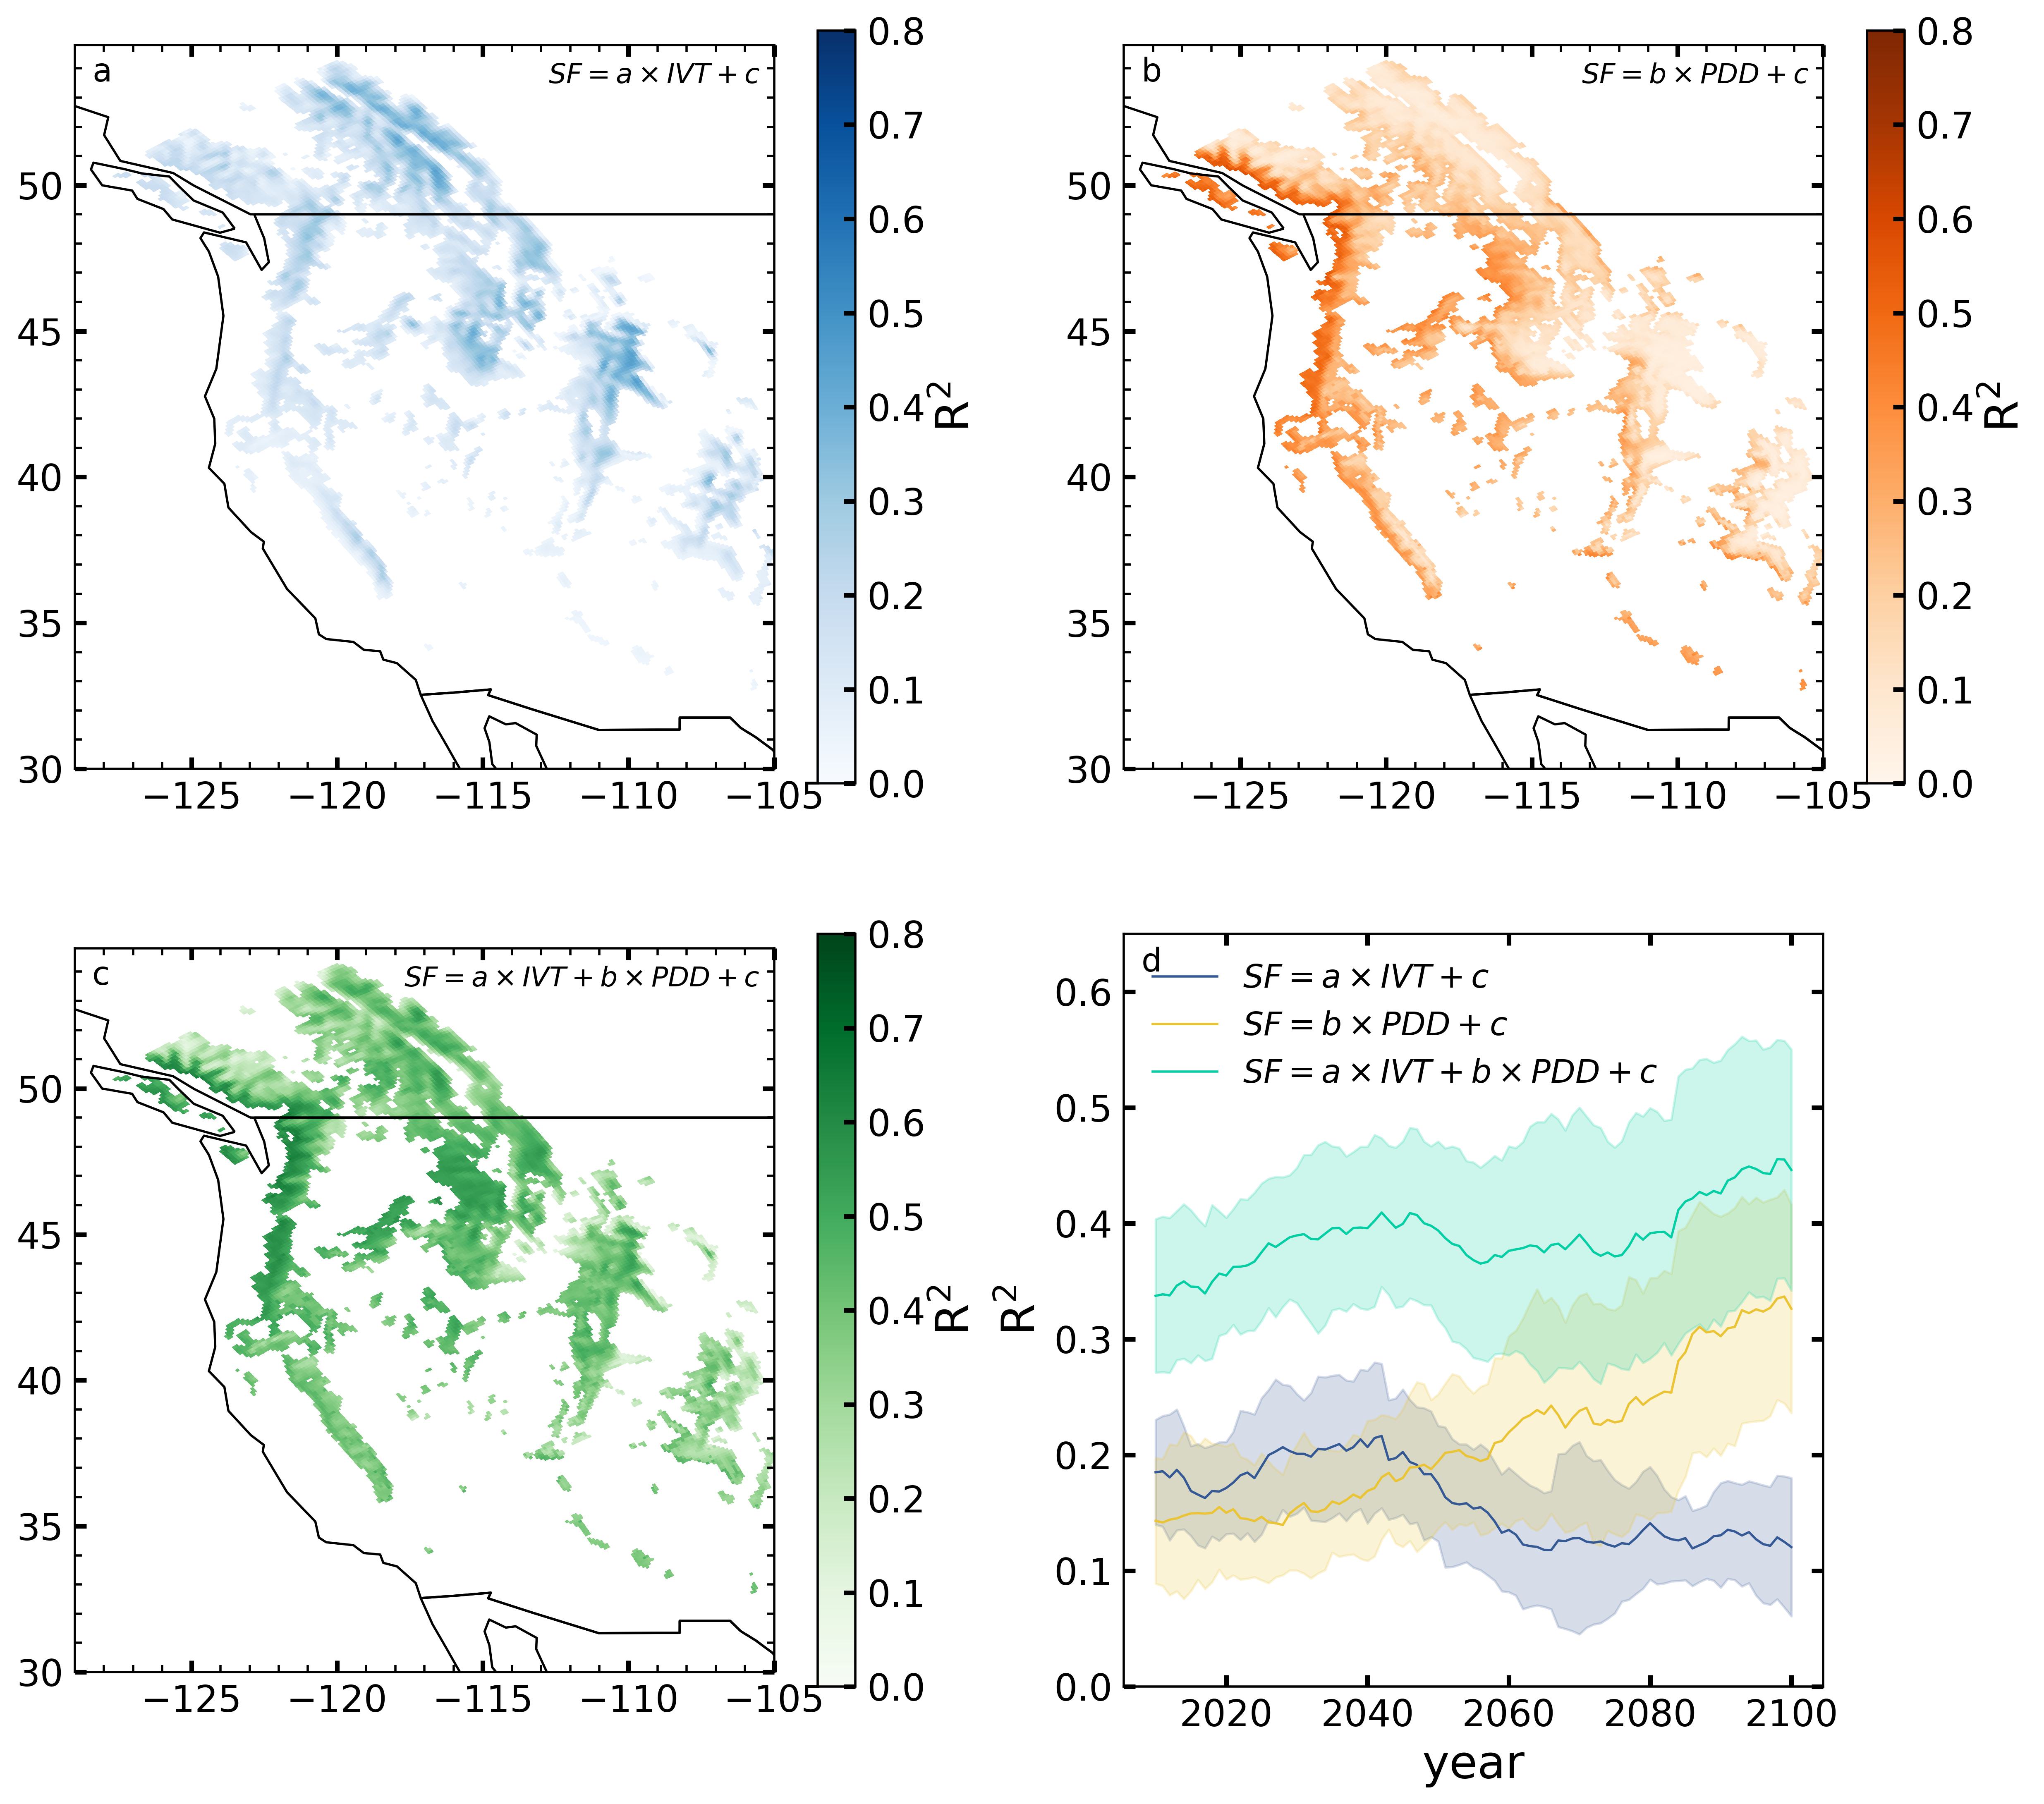 a
SF = a × IVT + c
0.8
0.7
0.6
0.5
0.4
0.3
0.2
0.1
0.0
R²
50
45
40
35
30
−125 −120 −115 −110 −105
b
SF = b × PDD + c
0.8
0.7
0.6
0.5
0.4
0.3
0.2
0.1
0.0
R²
50
45
40
35
30
−125 −120 −115 −110 −105
c
SF = a × IVT + b × PDD + c
0.8
0.7
0.6
0.5
0.4
0.3
0.2
0.1
0.0
R²
50
45
40
35
30
−125 −120 −115 −110 −105
d
SF = a × IVT + c
SF = b × PDD + c
SF = a × IVT + b × PDD + c
R²
0.6
0.5
0.4
0.3
0.2
0.1
0.0
2020 2040 2060 2080 2100
year